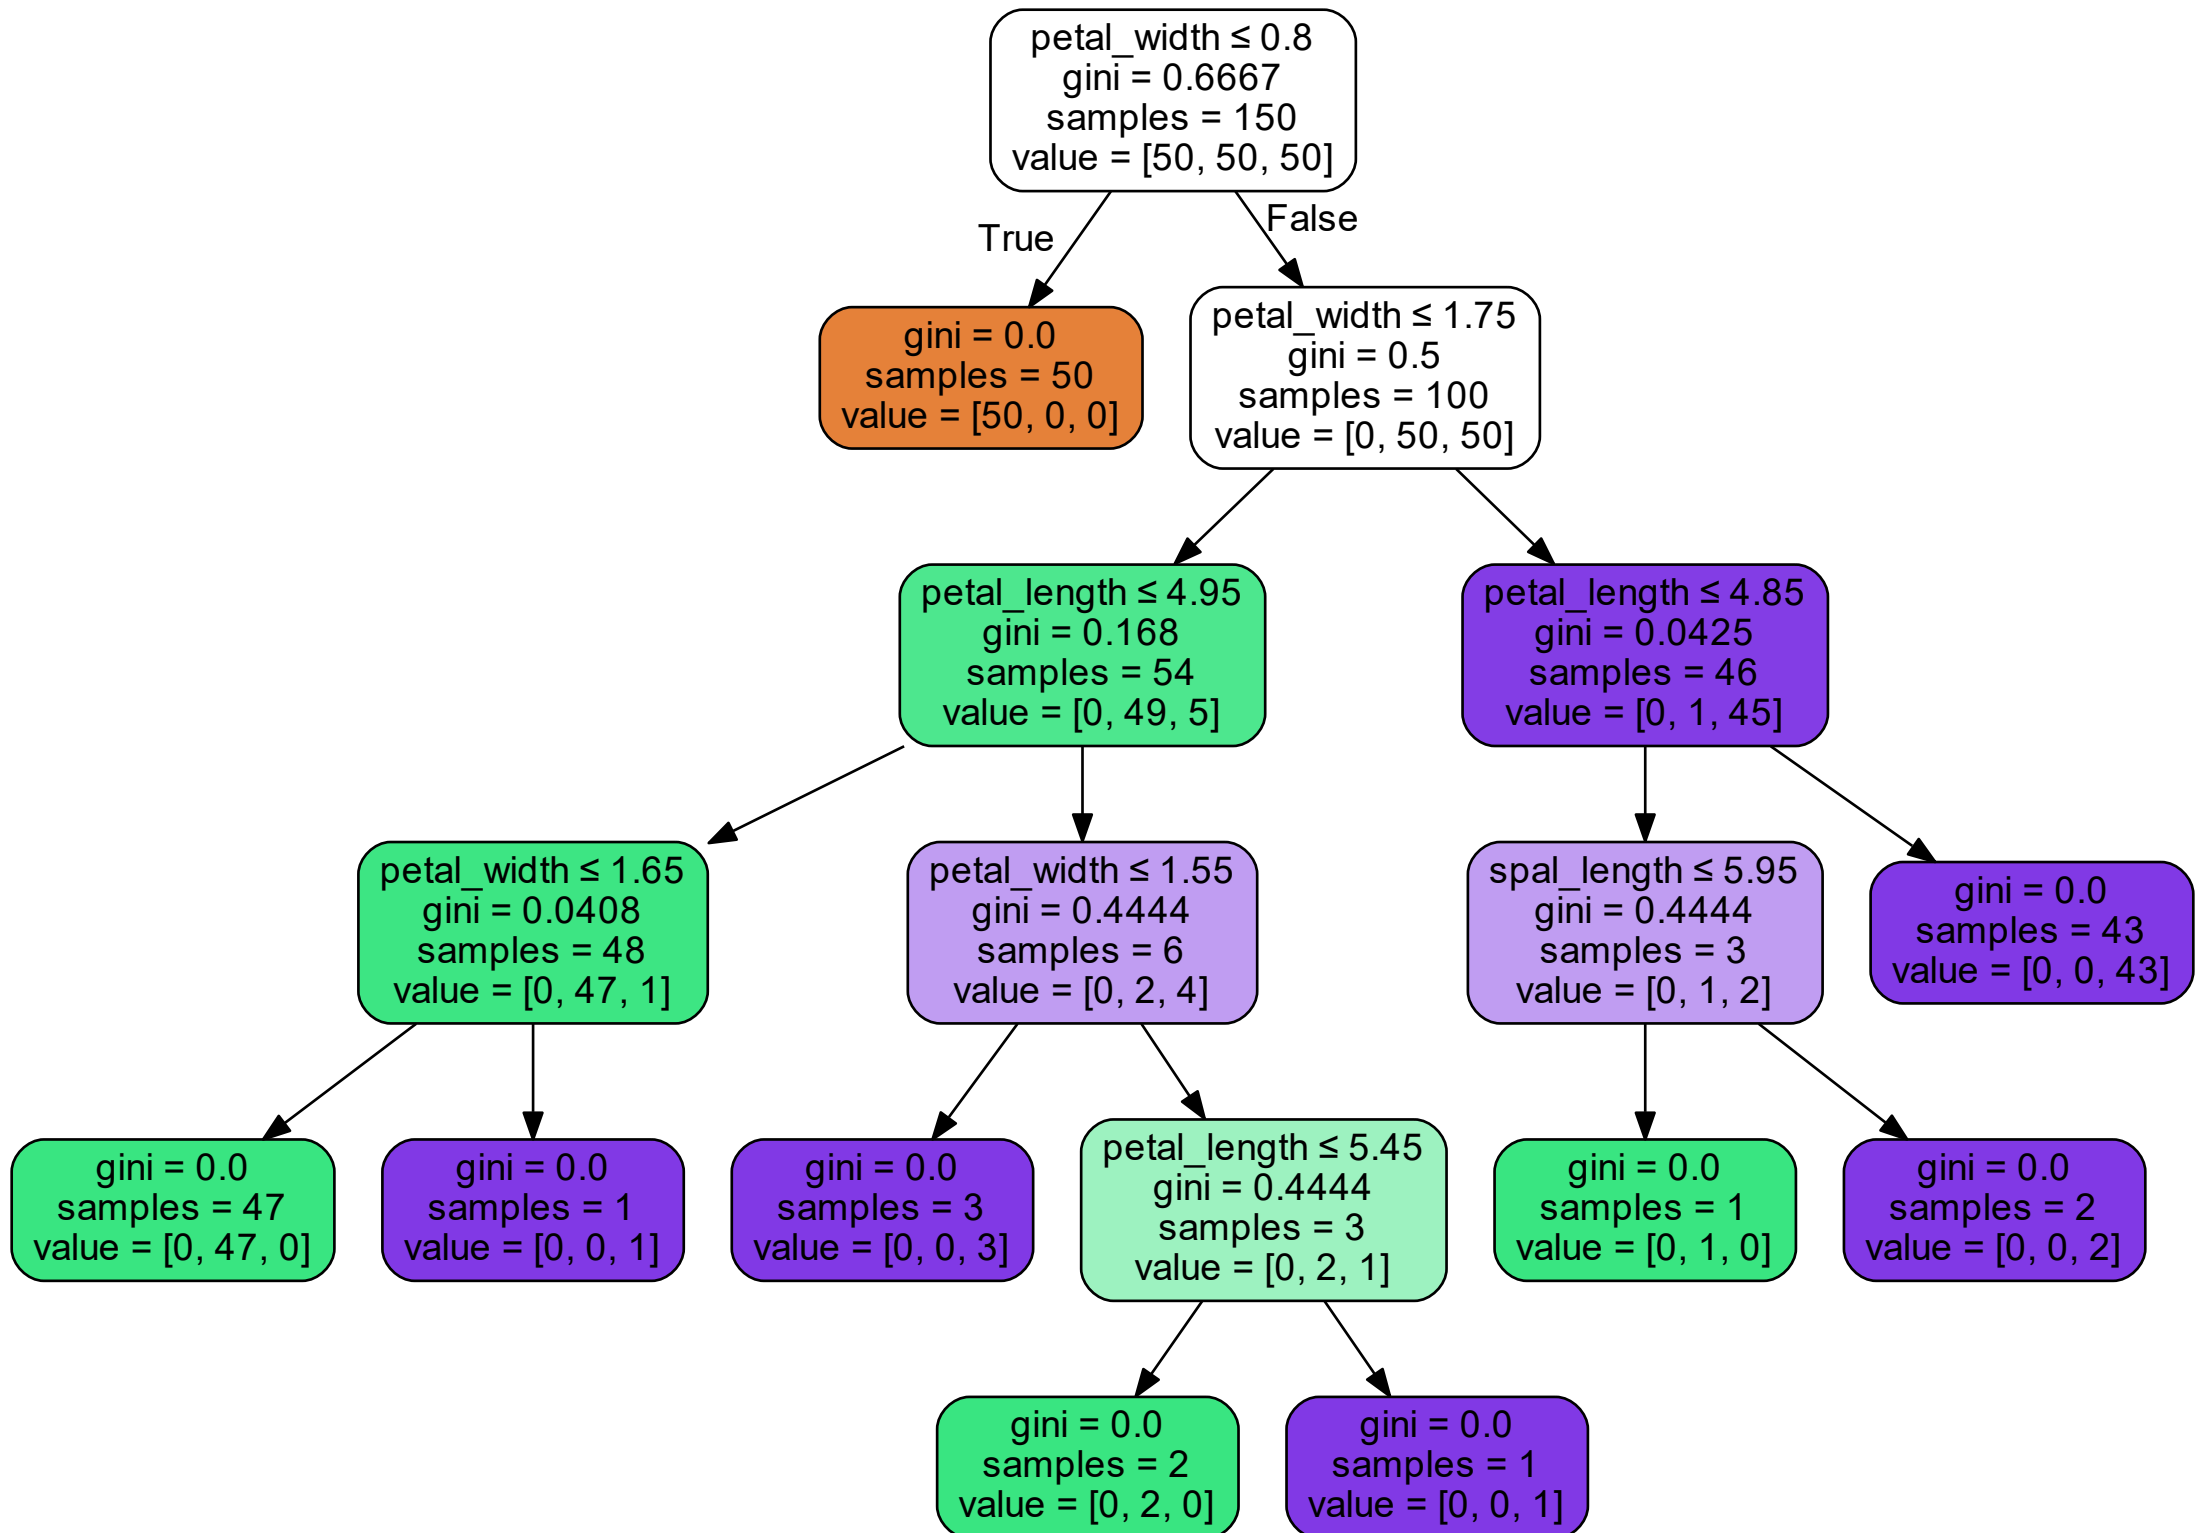 petal_width ≤ 0.8
gini = 0.6667
samples = 150
value = [50, 50, 50]
True
False
gini = 0.0
samples = 50
value = [50, 0, 0]
petal_width ≤ 1.75
gini = 0.5
samples = 100
value = [0, 50, 50]
petal_length ≤ 4.95
gini = 0.168
samples = 54
value = [0, 49, 5]
petal_length ≤ 4.85
gini = 0.0425
samples = 46
value = [0, 1, 45]
petal_width ≤ 1.65
gini = 0.0408
samples = 48
value = [0, 47, 1]
petal_width ≤ 1.55
gini = 0.4444
samples = 6
value = [0, 2, 4]
spal_length ≤ 5.95
gini = 0.4444
samples = 3
value = [0, 1, 2]
gini = 0.0
samples = 43
value = [0, 0, 43]
gini = 0.0
samples = 47
value = [0, 47, 0]
gini = 0.0
samples = 1
value = [0, 0, 1]
gini = 0.0
samples = 3
value = [0, 0, 3]
petal_length ≤ 5.45
gini = 0.4444
samples = 3
value = [0, 2, 1]
gini = 0.0
samples = 1
value = [0, 1, 0]
gini = 0.0
samples = 2
value = [0, 0, 2]
gini = 0.0
samples = 2
value = [0, 2, 0]
gini = 0.0
samples = 1
value = [0, 0, 1]